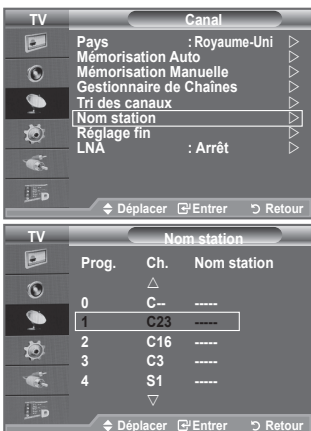 TV Canal
Pays : Royaume-Uni
Mémorisation Auto
Mémorisation Manuelle
Gestionnaire de Chaînes
Tri des canaux
Nom station
Réglage fin
LNA : Arrêt
Déplacer Entrer Retour
TV Nom station
Prog. Ch. Nom station
0 C-- -----
1 C23 -----
2 C16 -----
3 C3 -----
4 S1 -----
Déplacer Entrer Retour